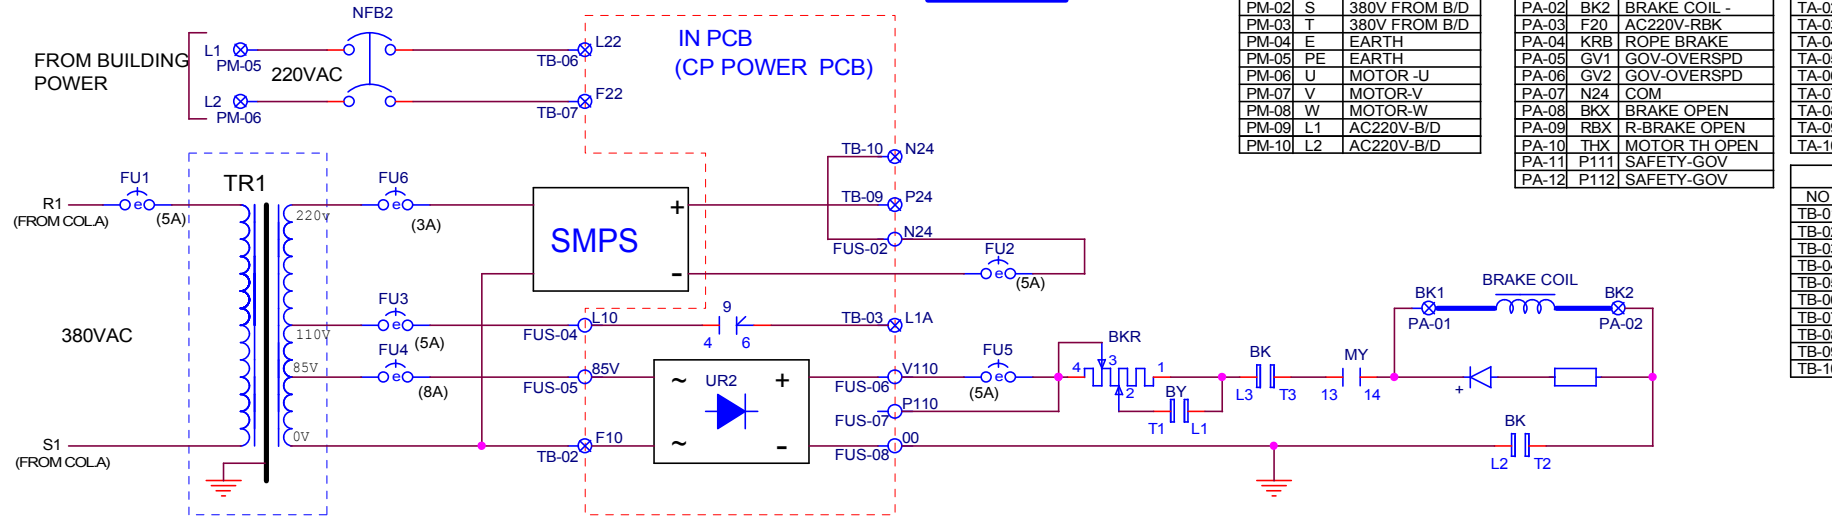 NFB2
FROM BUILDING
POWER
L1
PM-05
220VAC
L2
PM-06
L22
TB-06
F22
TB-07
IN PCB
(CP POWER PCB)
TB-10
N24
TB-09
P24
N24
FUS-02
FU2
(5A)
R1
(FROM COLA)
FU1
(5A)
TR1
220v
FU6
(3A)
SMPS
+
-
380VAC
110V
FU3
(5A)
L10
FUS-04
9
4
6
TB-03
L1A
85V
FU4
(8A)
85V
FUS-05
~
UR2
+
V110
FUS-06
P110
FUS-07
FU5
(5A)
S1
(FROM COLA)
0V
F10
TB-02
~
-
00
FUS-08
BKR
4
3
1
2
BY
T1
L1
BK
L3
T3
MY
13
14
BK1
PA-01
BRAKE COIL
BK2
PA-02
+
BK
L2
T2
PM-02 S 380V FROM B/D
PM-03 T 380V FROM B/D
PM-04 E EARTH
PM-05 PE EARTH
PM-06 U MOTOR -U
PM-07 V MOTOR-V
PM-08 W MOTOR-W
PM-09 L1 AC220V-B/D
PM-10 L2 AC220V-B/D
PA-02 BK2 BRAKE COIL -
PA-03 F20 AC220V-RBK
PA-04 KRB ROPE BRAKE
PA-05 GV1 GOV-OVERSPD
PA-06 GV2 GOV-OVERSPD
PA-07 N24 COM
PA-08 BKX BRAKE OPEN
PA-09 RBX R-BRAKE OPEN
PA-10 THX MOTOR TH OPEN
PA-11 P111 SAFETY-GOV
PA-12 P112 SAFETY-GOV
NO